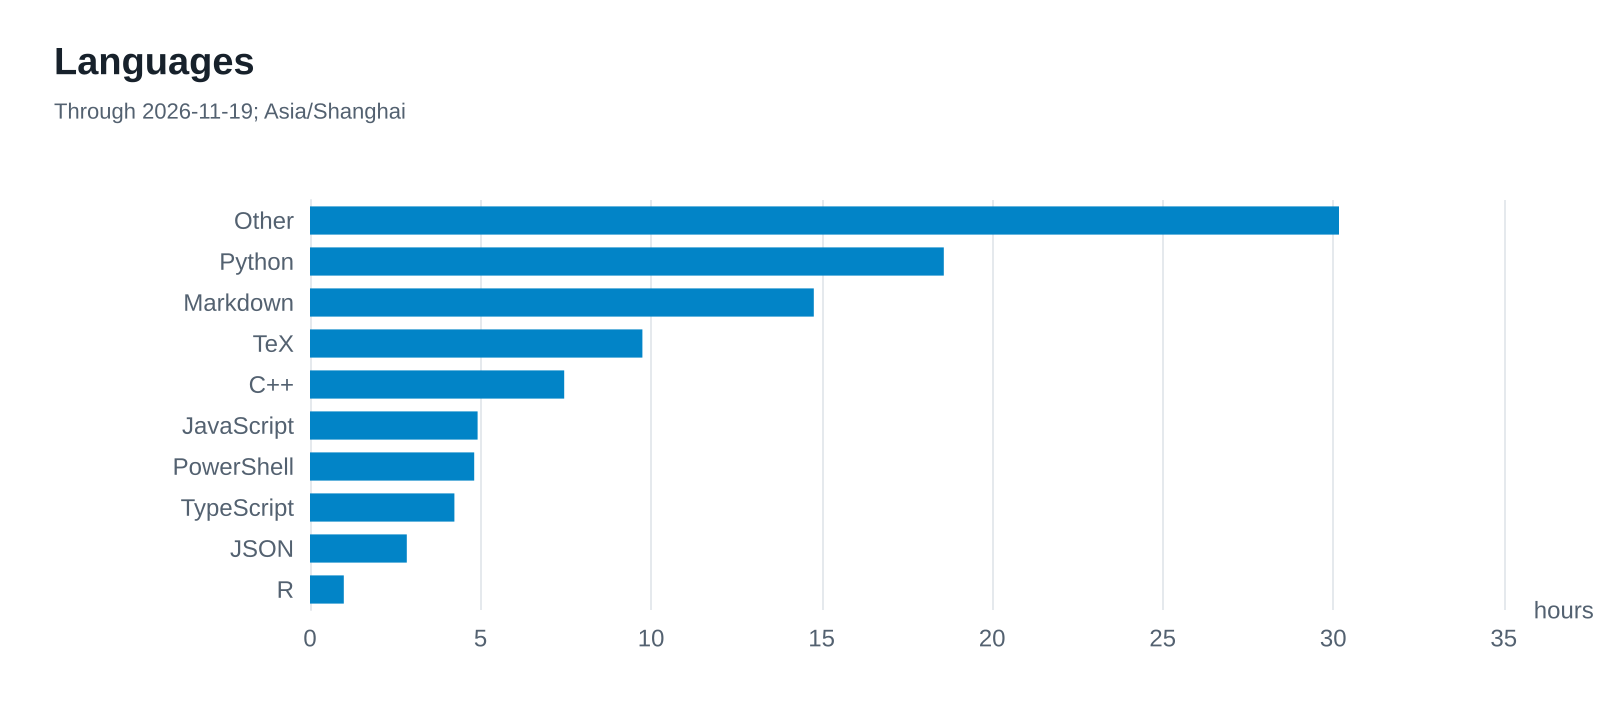 Languages
Through 2026-11-19; Asia/Shanghai
Other
Python
Markdown
TeX
C++
JavaScript
PowerShell
TypeScript
JSON
R
hours
0 5 10 15 20 25 30 35